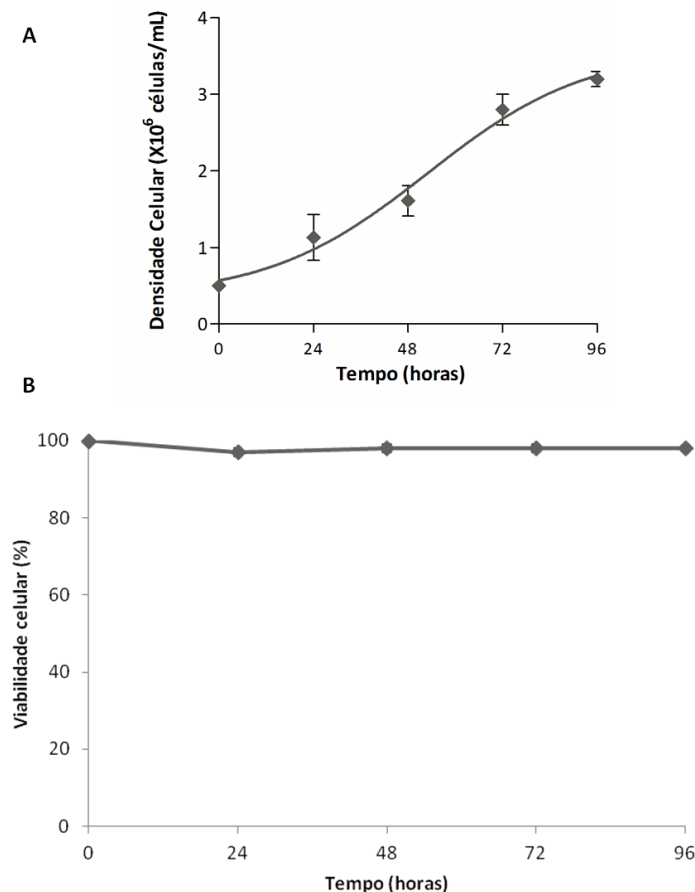 A
Densidade Celular (X10⁶ células/mL)
4
3
2
1
0
0 24 48 72 96
Tempo (horas)
B
Viabilidade celular (%)
100
80
60
40
20
0
0 24 48 72 96
Tempo (horas)